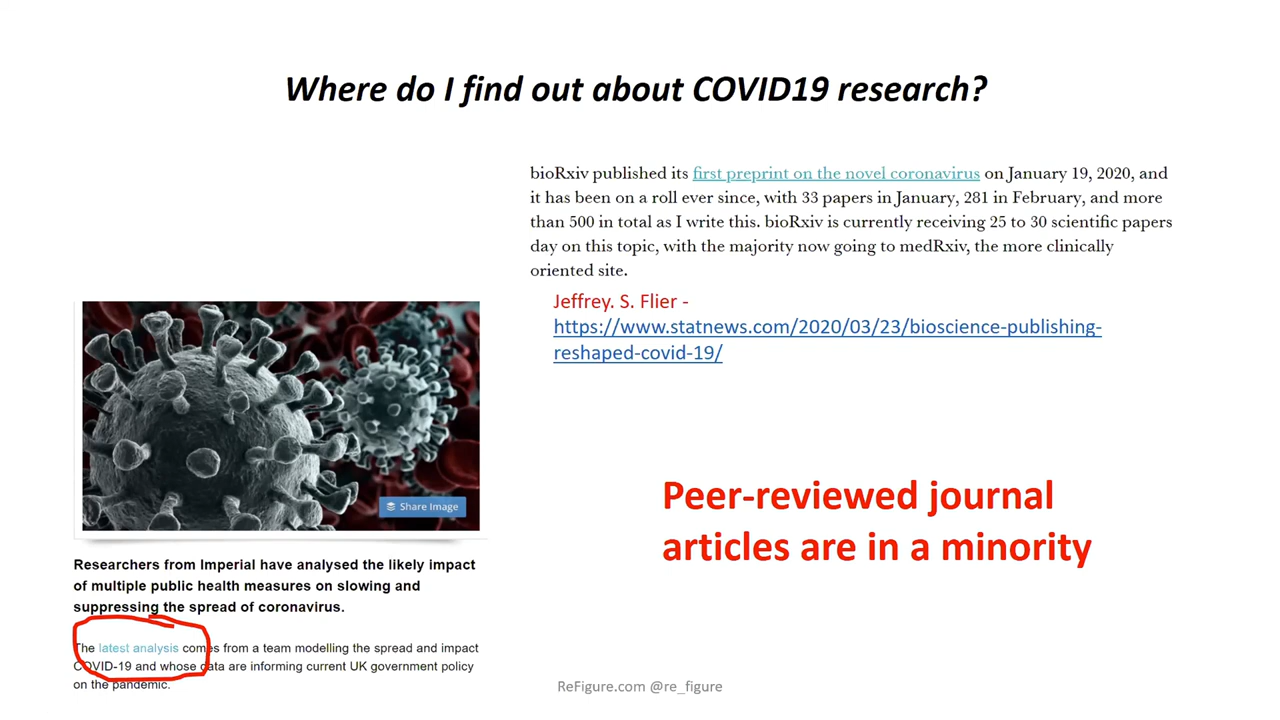 Where do I find out about COVID19 research?
bioRxiv published its first preprint on the novel coronavirus on January 19, 2020, and
it has been on a roll ever since, with 33 papers in January, 281 in February, and more
than 500 in total as I write this. bioRxiv is currently receiving 25 to 30 scientific papers
day on this topic, with the majority now going to medRxiv, the more clinically
oriented site.
Jeffrey. S. Flier -
https://www.statnews.com/2020/03/23/bioscience-publishing-
reshaped-covid-19/
Share Image
Peer-reviewed journal
articles are in a minority
Researchers from Imperial have analysed the likely impact
of multiple public health measures on slowing and
suppressing the spread of coronavirus.
The latest analysis comes from a team modelling the spread and impact
COVID-19 and whose data are informing current UK government policy
on the pandemic.
ReFigure.com @re_figure